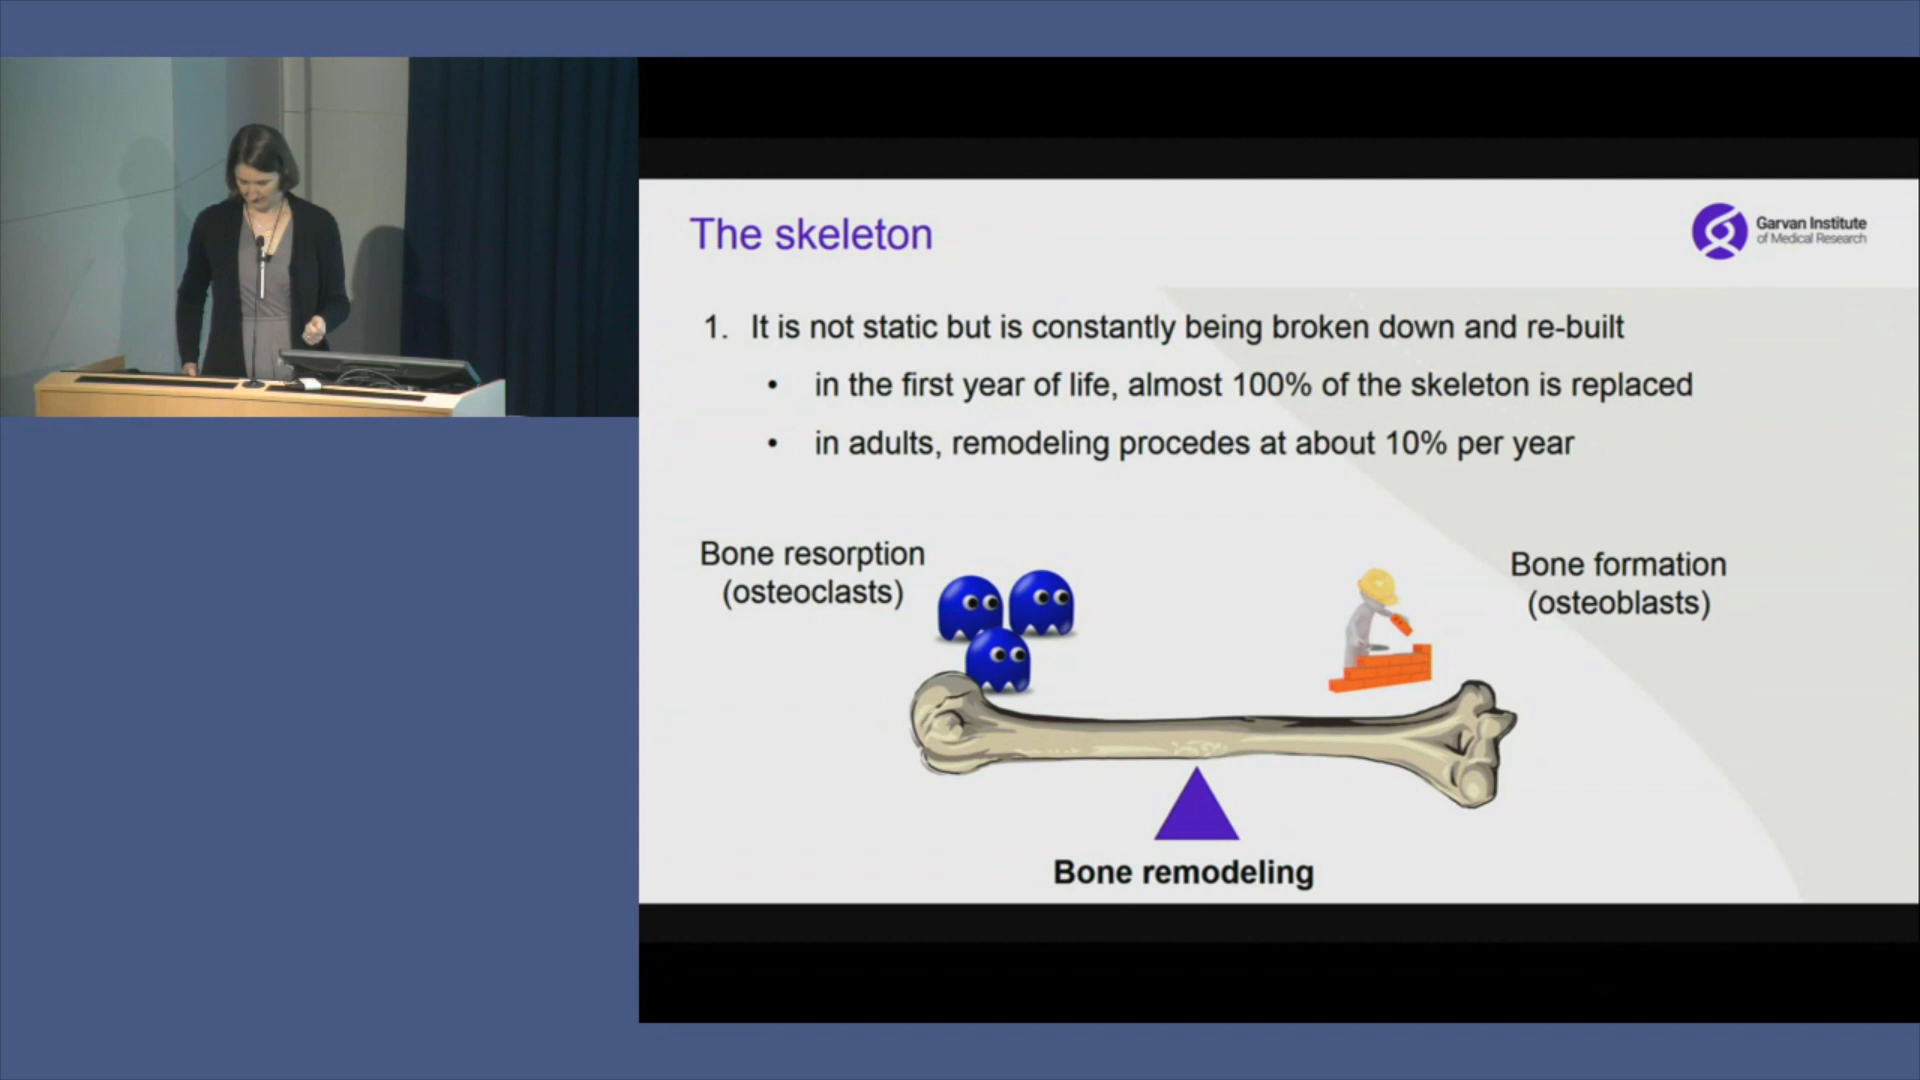 The skeleton
Garvan Institute
of Medical Research
1. It is not static but is constantly being broken down and re-built
• in the first year of life, almost 100% of the skeleton is replaced
• in adults, remodeling procedes at about 10% per year
Bone resorption
(osteoclasts)
Bone formation
(osteoblasts)
Bone remodeling